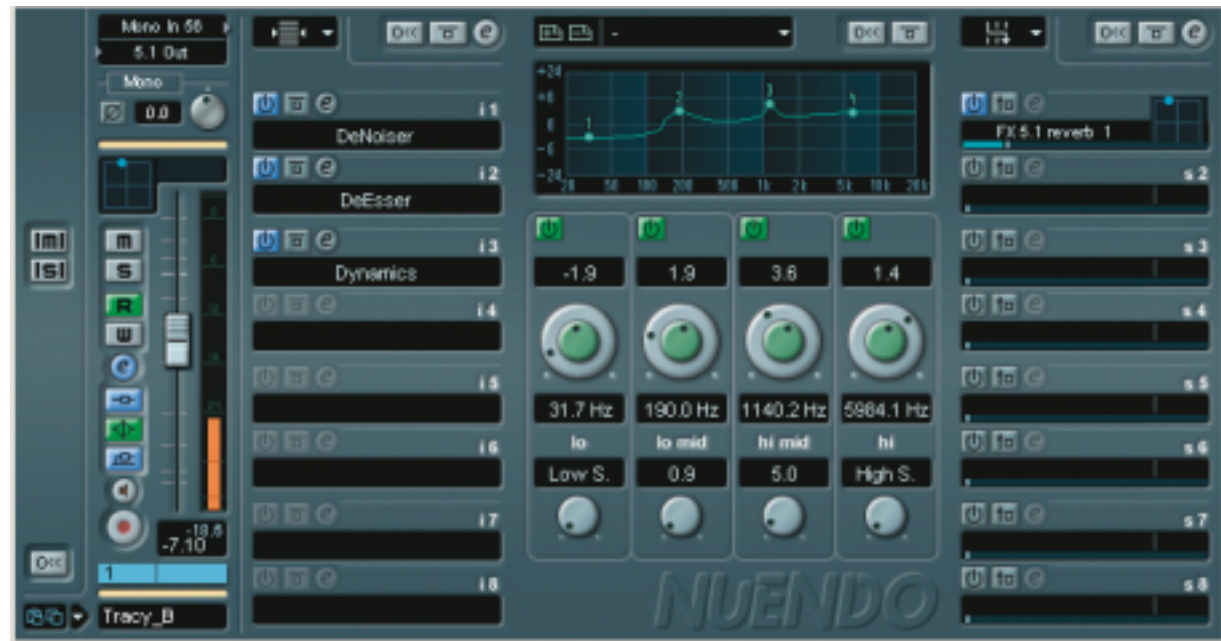 Mono In 56
5.1 Out
Mono
0.0
m
S
R
W
e
-18.6
-7.10
1
Tracy_B
[m]
[s]
e
i 1
DeNoiser
e
i 2
DeEsser
e
i 3
Dynamics
e
i 4
e
i 5
e
i 6
e
i 7
e
i 8
-
+24
+6
0
-6
-24
20 50 100 200 500 1k 2k 5k 10k 20k
1 2 3 4
-1.9 1.9 3.6 1.4
31.7 Hz 190.0 Hz 1140.2 Hz 5984.1 Hz
lo lo mid hi mid hi
Low S. 0.9 5.0 High S.
NUENDO
e
e
FX 5.1 reverb 1
e
s 2
e
s 3
e
s 4
e
s 5
e
s 6
e
s 7
e
s 8